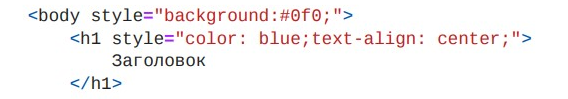 <body style="background:#0f0;">
<h1 style="color: blue;text-align: center;">
Заголовок
</h1>